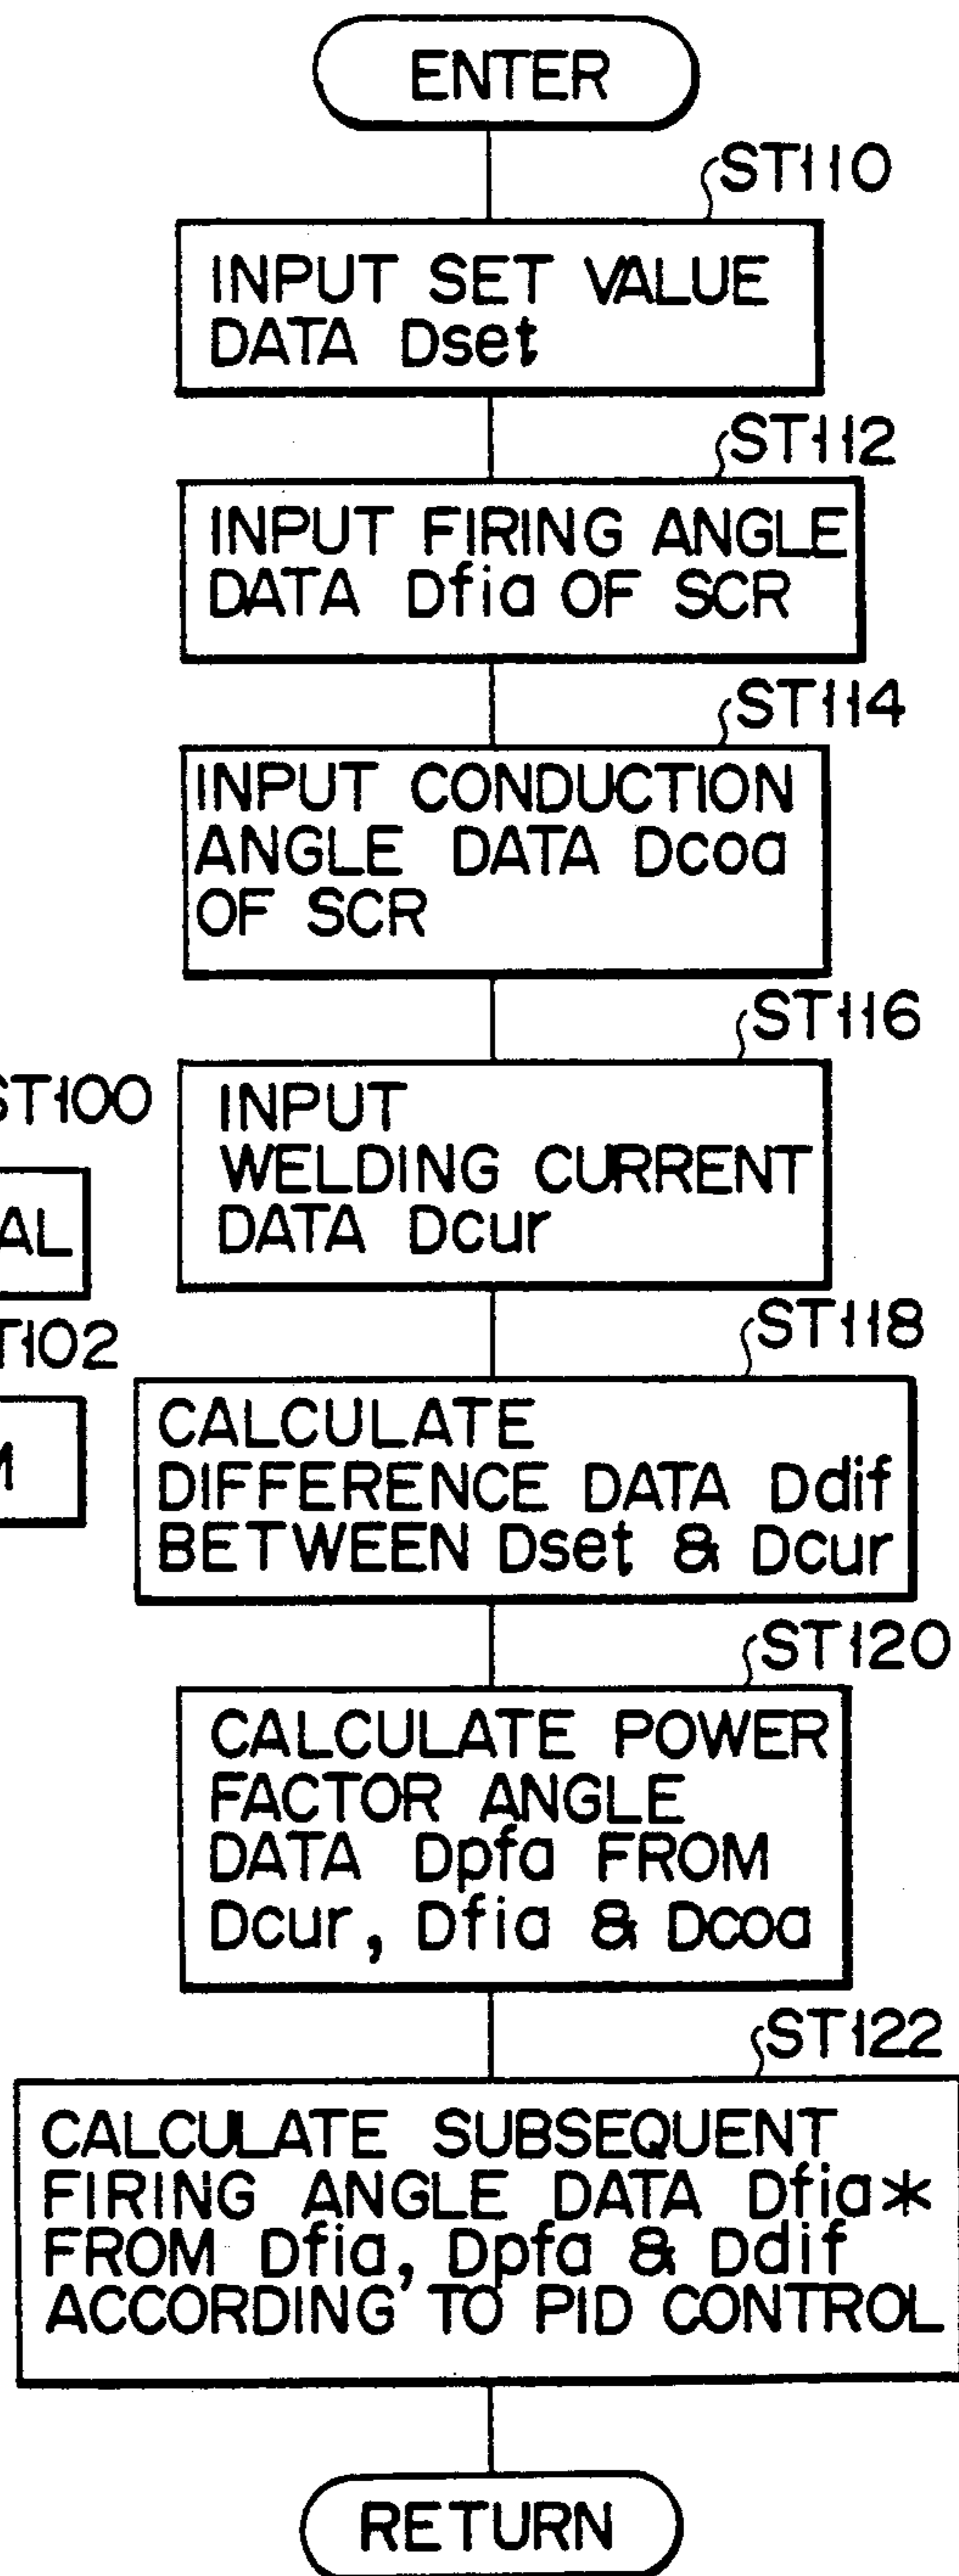 ENTER
ST110
INPUT SET VALUE
DATA Dset
ST112
INPUT FIRING ANGLE
DATA Dfia OF SCR
ST114
INPUT CONDUCTION
ANGLE DATA Dcoa
OF SCR
ST116
INPUT
WELDING CURRENT
DATA Dcur
ST100
AL
T102
M
ST118
CALCULATE
DIFFERENCE DATA Ddif
BETWEEN Dset & Dcur
ST120
CALCULATE POWER
FACTOR ANGLE
DATA Dpfa FROM
Dcur, Dfia & Dcoa
ST122
CALCULATE SUBSEQUENT
FIRING ANGLE DATA Dfia*
FROM Dfia, Dpfa & Ddif
ACCORDING TO PID CONTROL
RETURN